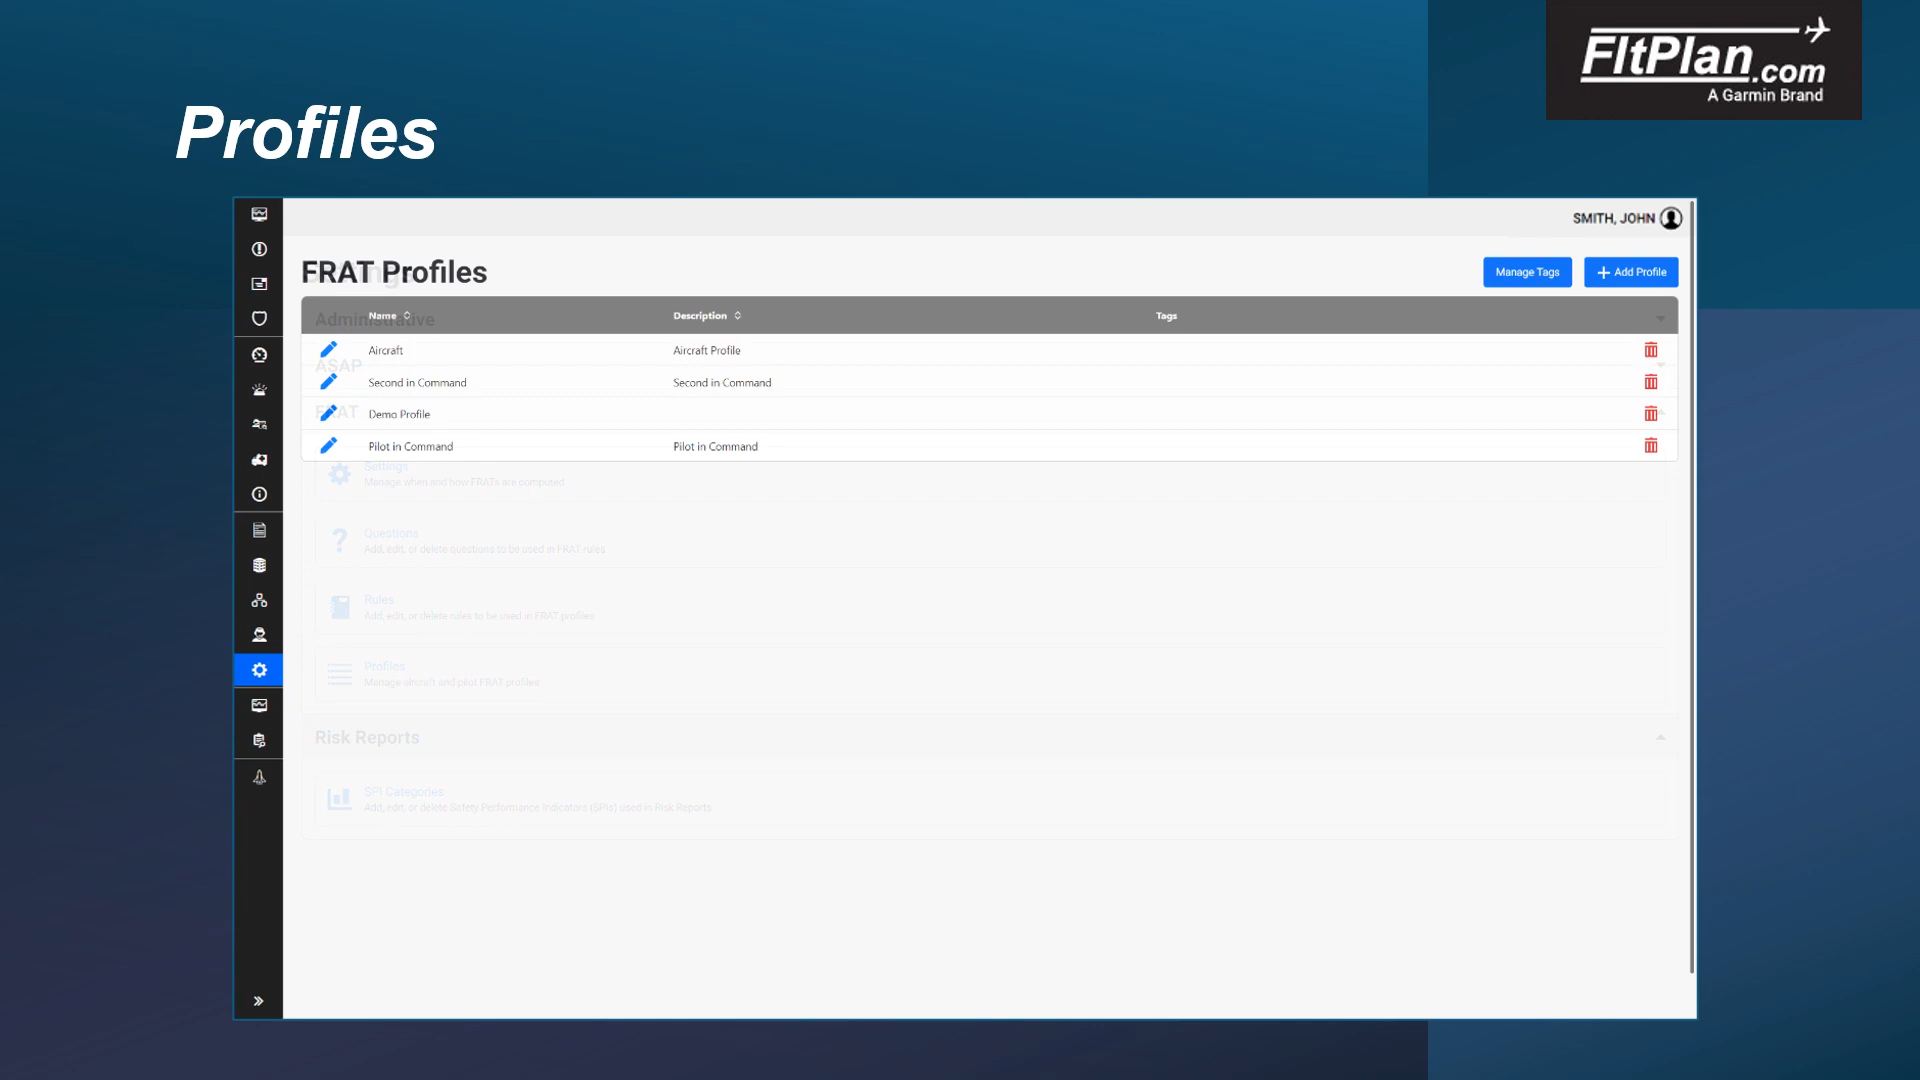 FltPlan.com
A Garmin Brand
Profiles
SMITH, JOHN
FRAT Profiles
Manage Tags
Add Profile
Administrative
Name
Description
Tags
Aircraft
Aircraft Profile
ASAP
Second in Command
Second in Command
FRAT
Demo Profile
Pilot in Command
Pilot in Command
Settings
Manage when and how FRATs are computed
Questions
Add, edit, or delete questions to be used in FRAT rules
Rules
Add, edit, or delete rules to be used in FRAT profiles
Profiles
Manage aircraft and pilot FRAT profiles
Risk Reports
SPI Categories
Add, edit, or delete Safety Performance Indicators (SPIs) used in Risk Reports